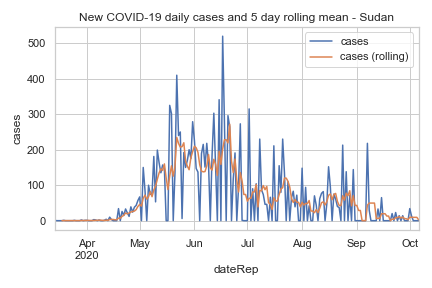 New COVID-19 daily cases and 5 day rolling mean - Sudan
cases
cases (rolling)
500
400
300
200
100
0
cases
Apr
2020
May
Jun
Jul
Aug
Sep
Oct
dateRep